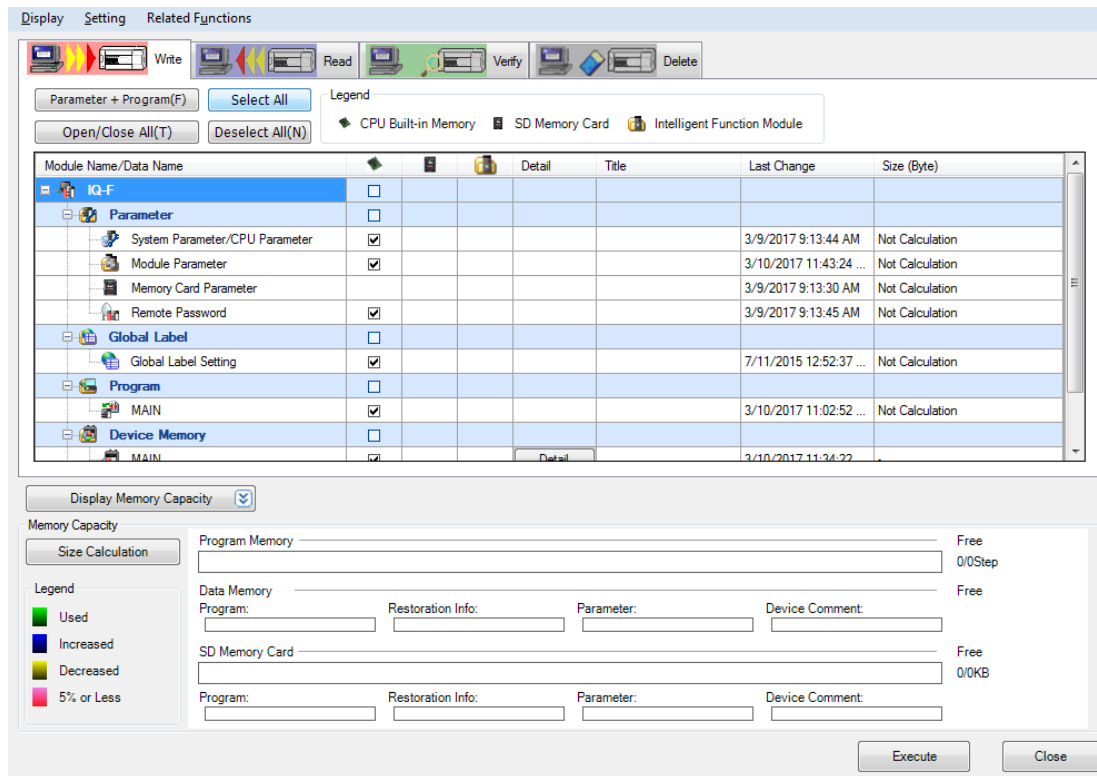 Display Setting Related Functions
Write Read Verify Delete
Parameter + Program(F) Select All Legend
Open/Close All(T) Deselect All(N) CPU Built-in Memory SD Memory Card Intelligent Function Module
Module Name/Data Name Detail Title Last Change Size (Byte)
IQ-F
Parameter
System Parameter/CPU Parameter 3/9/2017 9:13:44 AM Not Calculation
Module Parameter 3/10/2017 11:43:24 ... Not Calculation
Memory Card Parameter 3/9/2017 9:13:30 AM Not Calculation
Remote Password 3/9/2017 9:13:45 AM Not Calculation
Global Label
Global Label Setting 7/11/2015 12:52:37 ... Not Calculation
Program
MAIN 3/10/2017 11:02:52 ... Not Calculation
Device Memory
MAIN Detail 3/10/2017 11:34:22 -
Display Memory Capacity
Memory Capacity
Size Calculation
Program Memory Free
0/0Step
Legend
Used
Increased
Decreased
5% or Less
Data Memory Free
Program: Restoration Info: Parameter: Device Comment:
SD Memory Card Free
0/0KB
Program: Restoration Info: Parameter: Device Comment:
Execute Close